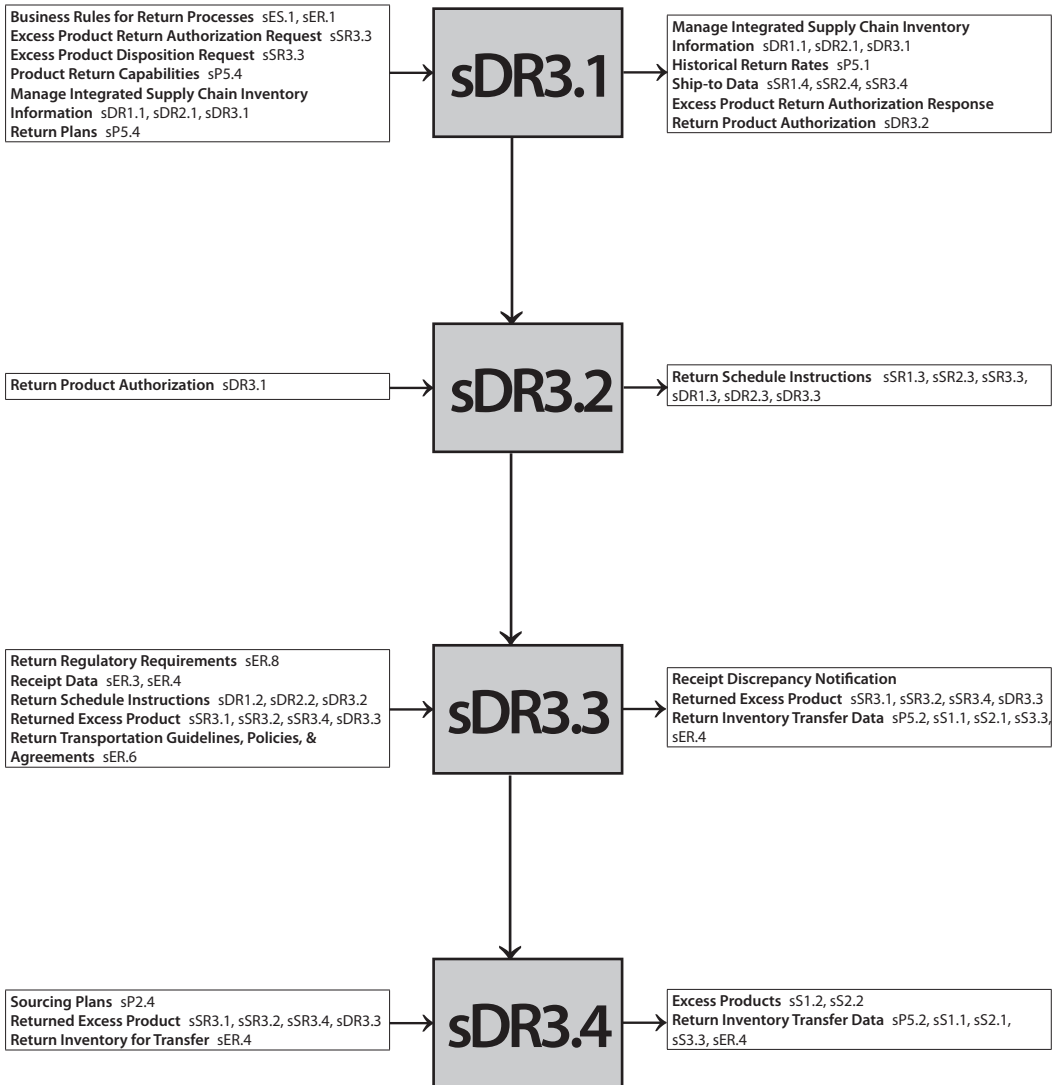 Business Rules for Return Processes sES.1, sER.1
Excess Product Return Authorization Request sSR3.3
Excess Product Disposition Request sSR3.3
Product Return Capabilities sP5.4
Manage Integrated Supply Chain Inventory
Information sDR1.1, sDR2.1, sDR3.1
Return Plans sP5.4
sDR3.1
Manage Integrated Supply Chain Inventory
Information sDR1.1, sDR2.1, sDR3.1
Historical Return Rates sP5.1
Ship-to Data sSR1.4, sSR2.4, sSR3.4
Excess Product Return Authorization Response
Return Product Authorization sDR3.2
Return Product Authorization sDR3.1
sDR3.2
Return Schedule Instructions sSR1.3, sSR2.3, sSR3.3,
sDR1.3, sDR2.3, sDR3.3
Return Regulatory Requirements sER.8
Receipt Data sER.3, sER.4
Return Schedule Instructions sDR1.2, sDR2.2, sDR3.2
Returned Excess Product sSR3.1, sSR3.2, sSR3.4, sDR3.3
Return Transportation Guidelines, Policies, &
Agreements sER.6
sDR3.3
Receipt Discrepancy Notification
Returned Excess Product sSR3.1, sSR3.2, sSR3.4, sDR3.3
Return Inventory Transfer Data sP5.2, sS1.1, sS2.1, sS3.3,
sER.4
Sourcing Plans sP2.4
Returned Excess Product sSR3.1, sSR3.2, sSR3.4, sDR3.3
Return Inventory for Transfer sER.4
sDR3.4
Excess Products sS1.2, sS2.2
Return Inventory Transfer Data sP5.2, sS1.1, sS2.1,
sS3.3, sER.4